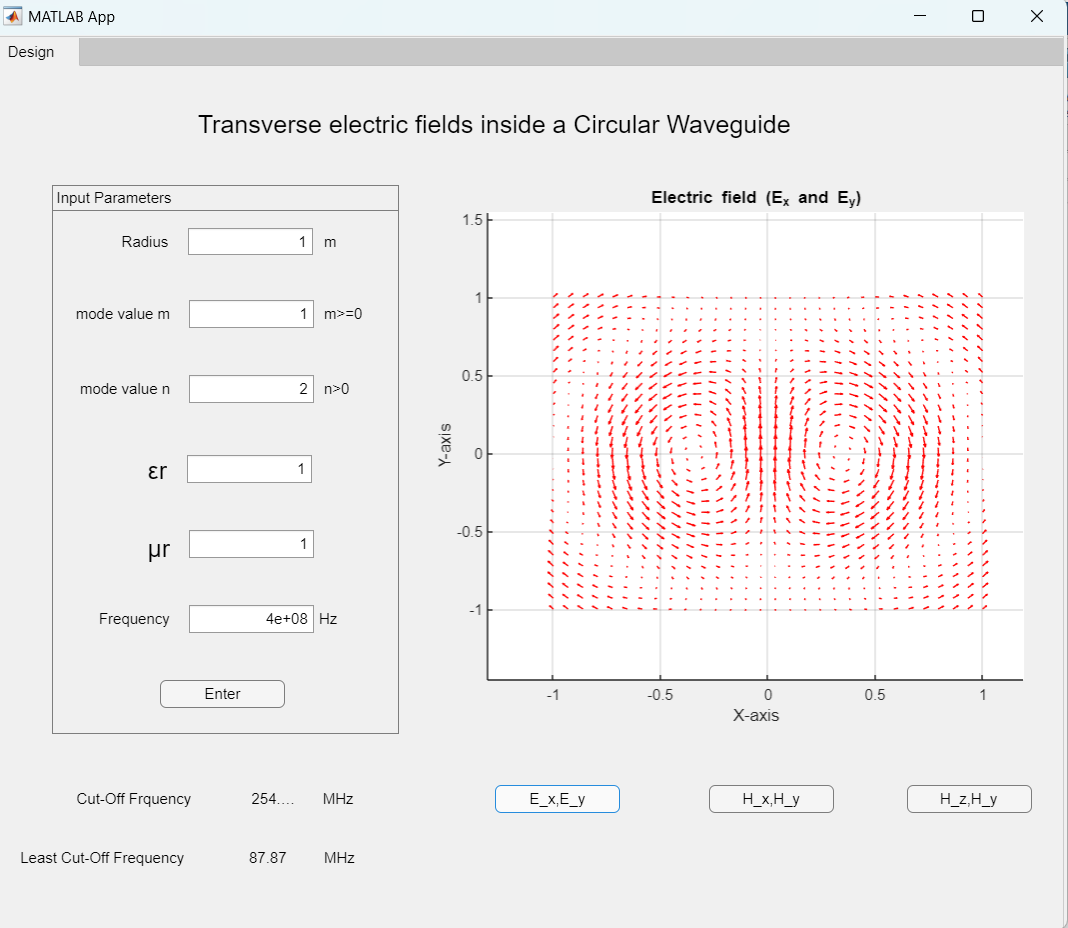 MATLAB App
Design
Transverse electric fields inside a Circular Waveguide
Input Parameters
Radius 1 m
mode value m 1 m>=0
mode value n 2 n>0
εr 1
μr 1
Frequency 4e+08 Hz
Enter
Cut-Off Frquency 254.... MHz
Least Cut-Off Frequency 87.87 MHz
Electric field (Ex and Ey)
1.5
1
0.5
0
-0.5
-1
Y-axis
-1 -0.5 0 0.5 1
X-axis
E_x,E_y H_x,H_y H_z,H_y